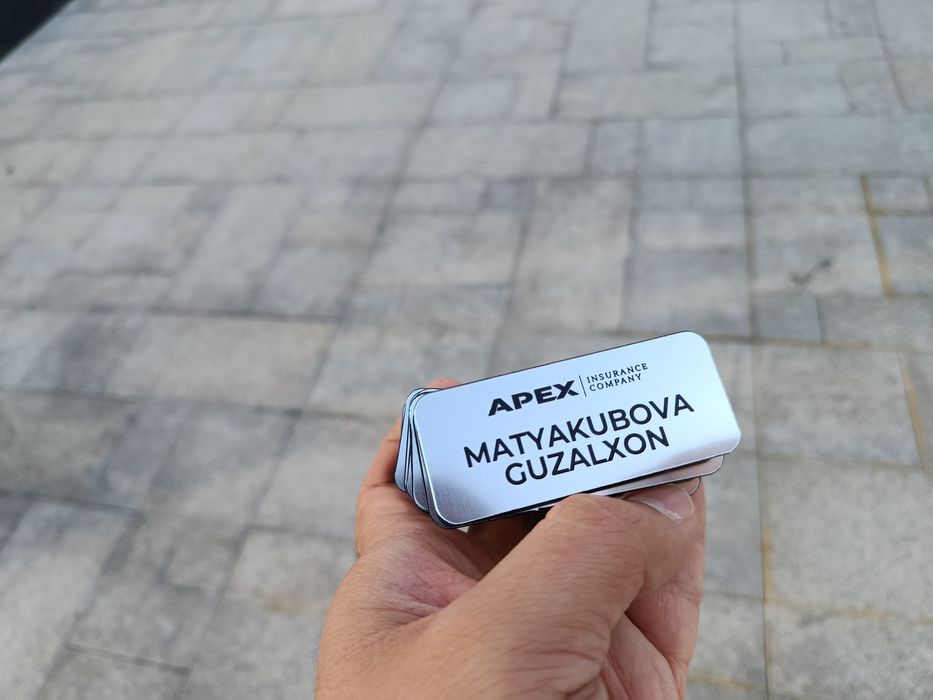 APEX INSURANCE
COMPANY
MATYAKUBOVA
GUZALXON